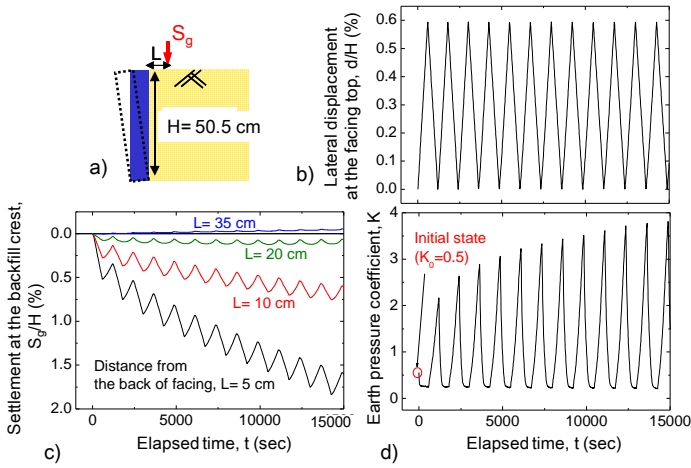 S_g
L
H= 50.5 cm
a)
Lateral displacement
at the facing top, d/H (%)
0.6
0.5
0.4
0.3
0.2
0.1
0.0
b)
Settlement at the backfill crest,
S_g/H (%)
0.0
0.5
1.0
1.5
2.0
L= 35 cm
L= 20 cm
L= 10 cm
Distance from
the back of facing, L= 5 cm
0 5000 10000 15000
Elapsed time, t (sec)
c)
Earth pressure coefficient, K
4
3
2
1
0
Initial state
(K_0=0.5)
0 5000 10000 15000
Elapsed time, t (sec)
d)